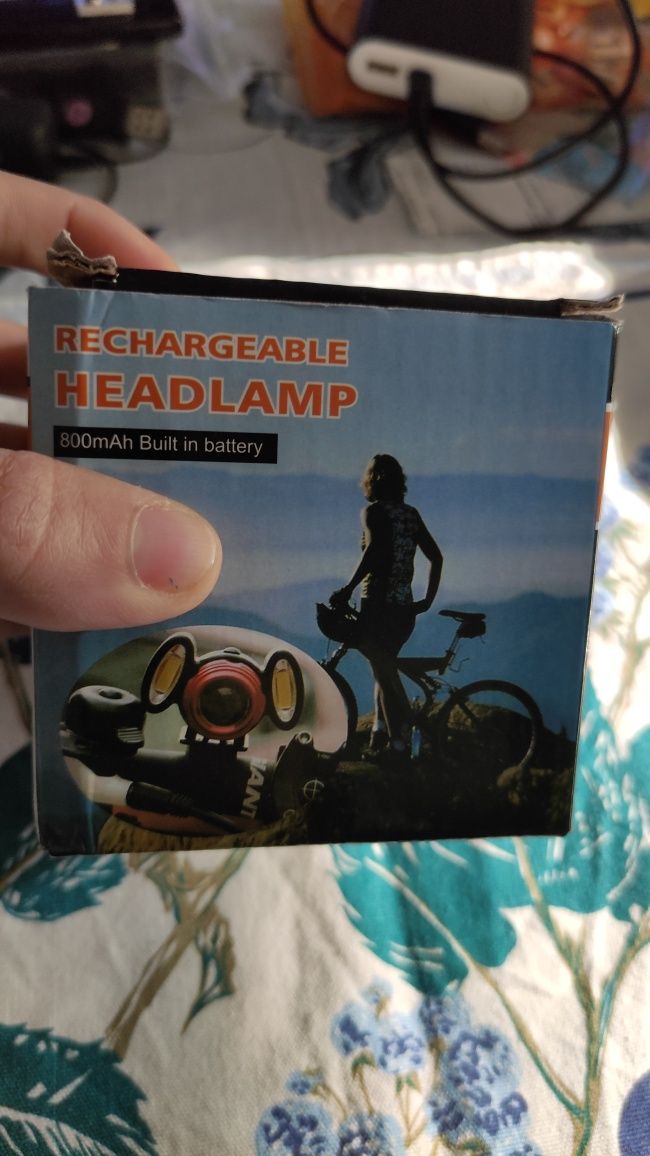 RECHARGEABLE
HEADLAMP
800mAh Built in battery